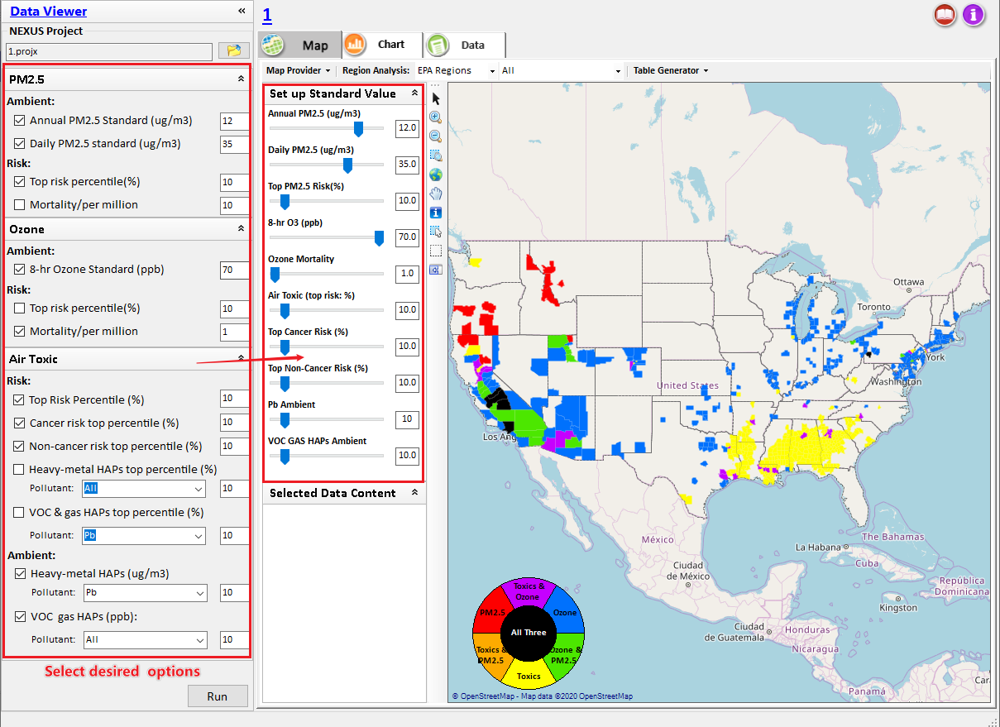 Data Viewer
«
NEXUS Project
1.projx
PM2.5
Ambient:
Annual PM2.5 Standard (ug/m3) 12
Daily PM2.5 standard (ug/m3) 35
Risk:
Top risk percentile(%) 10
Mortality/per million 10
Ozone
Ambient:
8-hr Ozone Standard (ppb) 70
Risk:
Top risk percentile(%) 10
Mortality/per million 1
Air Toxic
Risk:
Top Risk Percentile (%) 10
Cancer risk top percentile (%) 10
Non-cancer risk top percentile (%) 10
Heavy-metal HAPs top percentile (%)
Pollutant: All 10
VOC & gas HAPs top percentile (%)
Pollutant: Pb 10
Ambient:
Heavy-metal HAPs (ug/m3)
Pollutant: Pb 10
VOC gas HAPs (ppb):
Pollutant: All 10
Select desired options
Run
1
Map Chart Data
Map Provider Region Analysis: EPA Regions All Table Generator
Set up Standard Value
Annual PM2.5 (ug/m3)
12.0
Daily PM2.5 (ug/m3)
35.0
Top PM2.5 Risk(%)
10.0
8-hr O3 (ppb)
70.0
Ozone Mortality
1.0
Air Toxic (top risk: %)
10.0
Top Cancer Risk (%)
10.0
Top Non-Cancer Risk (%)
10.0
Pb Ambient
10
VOC GAS HAPs Ambient
10.0
Selected Data Content
Ottawa
Toronto
York
United States
Washington
Los Ang
México
The Bahamas
La Habana
Cuba
Ciudad
de México
República
Dominicana
Kingston
Ciudad
de Guatemala
Honduras
Nicaragua
Car
Panamá
Toxics &
Ozone
PM2.5
Ozone
All Three
Toxics &
PM2.5
Ozone &
PM2.5
Toxics
© OpenStreetMap - Map data ©2020 OpenStreetMap